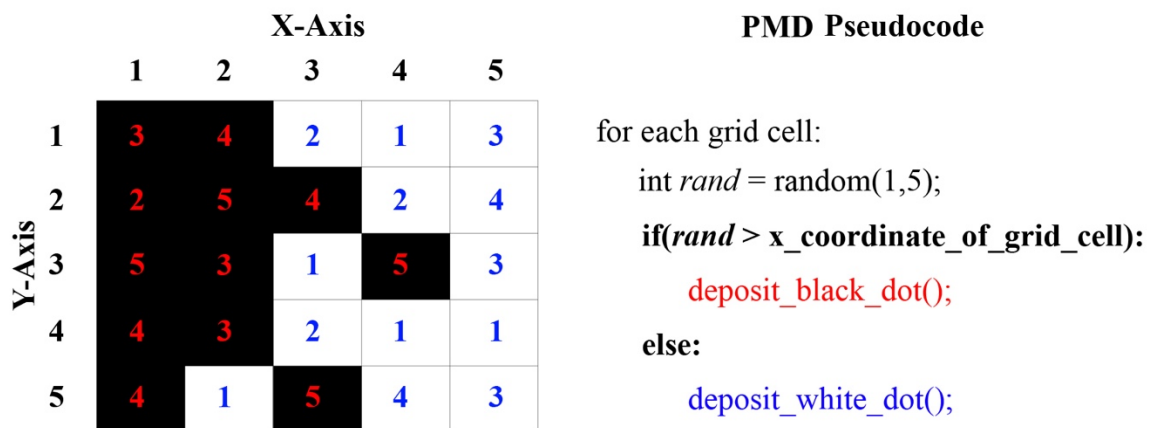 X-Axis
1 2 3 4 5
Y-Axis
1 3 4 2 1 3
2 2 5 4 2 4
3 5 3 1 5 3
4 4 3 2 1 1
5 4 1 5 4 3
PMD Pseudocode
for each grid cell:
int rand = random(1,5);
if(rand > x_coordinate_of_grid_cell):
deposit_black_dot();
else:
deposit_white_dot();